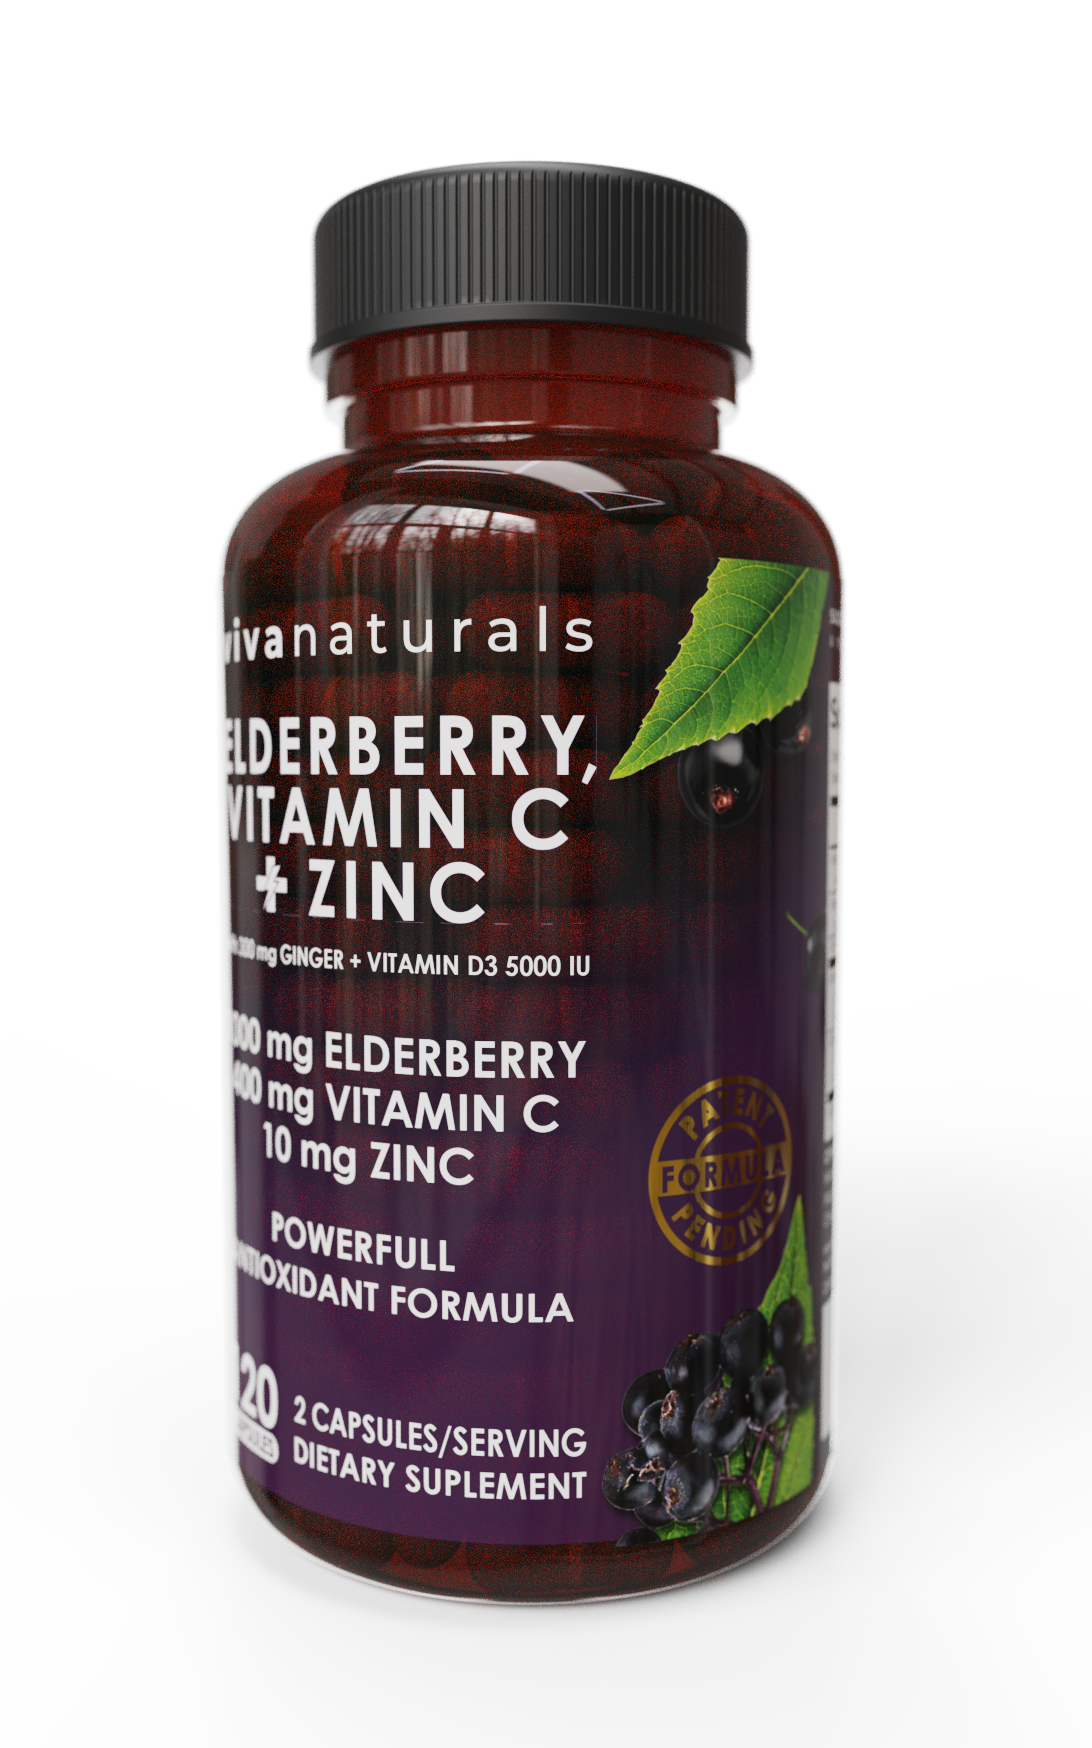 vivanaturals
ELDERBERRY,
VITAMIN C
+ ZINC
mg GINGER + VITAMIN D3 5000 IU
mg ELDERBERRY
mg VITAMIN C
10 mg ZINC
POWERFULL
ANTIOXIDANT FORMULA
2 CAPSULES/SERVING
DIETARY SUPLEMENT
PATENT
FORMULA
PENDING